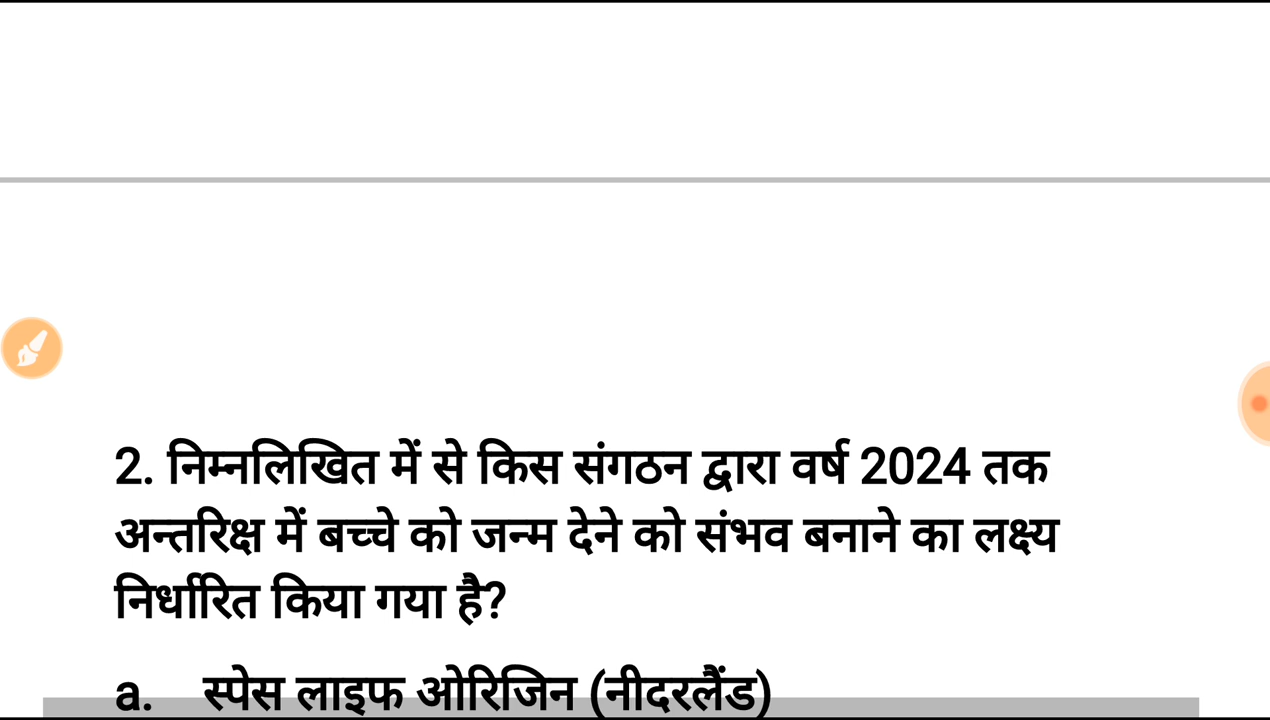 2. निम्नलिखित में से किस संगठन द्वारा वर्ष 2024 तक
अन्तरिक्ष में बच्चे को जन्म देने को संभव बनाने का लक्ष्य
निर्धारित किया गया है?
a. स्पेस लाइफ ओरिजिन (नीदरलैंड)